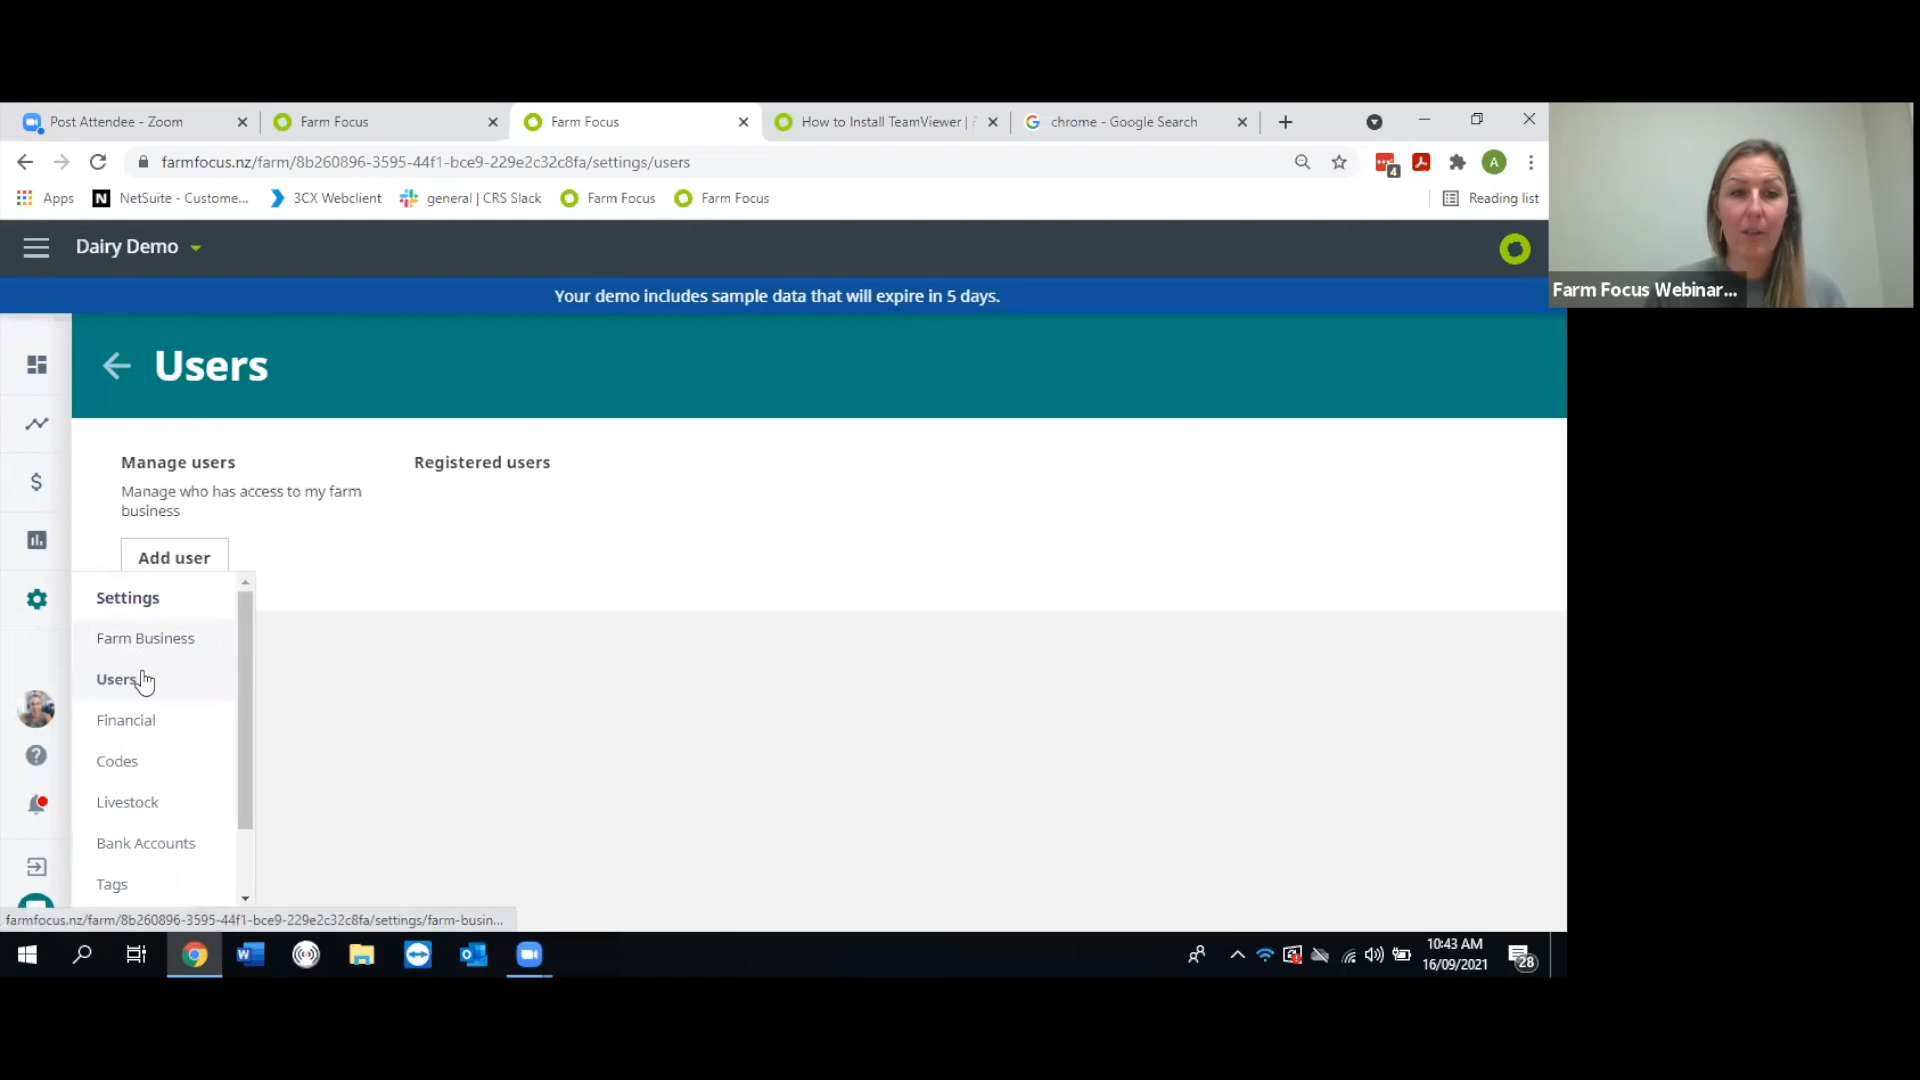 Post Attendee - Zoom
Farm Focus
Farm Focus
How to Install TeamViewer |
chrome - Google Search
farmfocus.nz/farm/8b260896-3595-44f1-bce9-229e2c32c8fa/settings/users
4
A
Apps
N NetSuite - Custome...
3CX Webclient
general | CRS Slack
Farm Focus
Farm Focus
Reading list
Dairy Demo
Farm Focus Webinar...
Your demo includes sample data that will expire in 5 days.
Users
Manage users
Registered users
Manage who has access to my farm
business
Add user
Settings
Farm Business
Users
Financial
Codes
Livestock
Bank Accounts
Tags
farmfocus.nz/farm/8b260896-3595-44f1-bce9-229e2c32c8fa/settings/farm-busin...
10:43 AM
16/09/2021
28